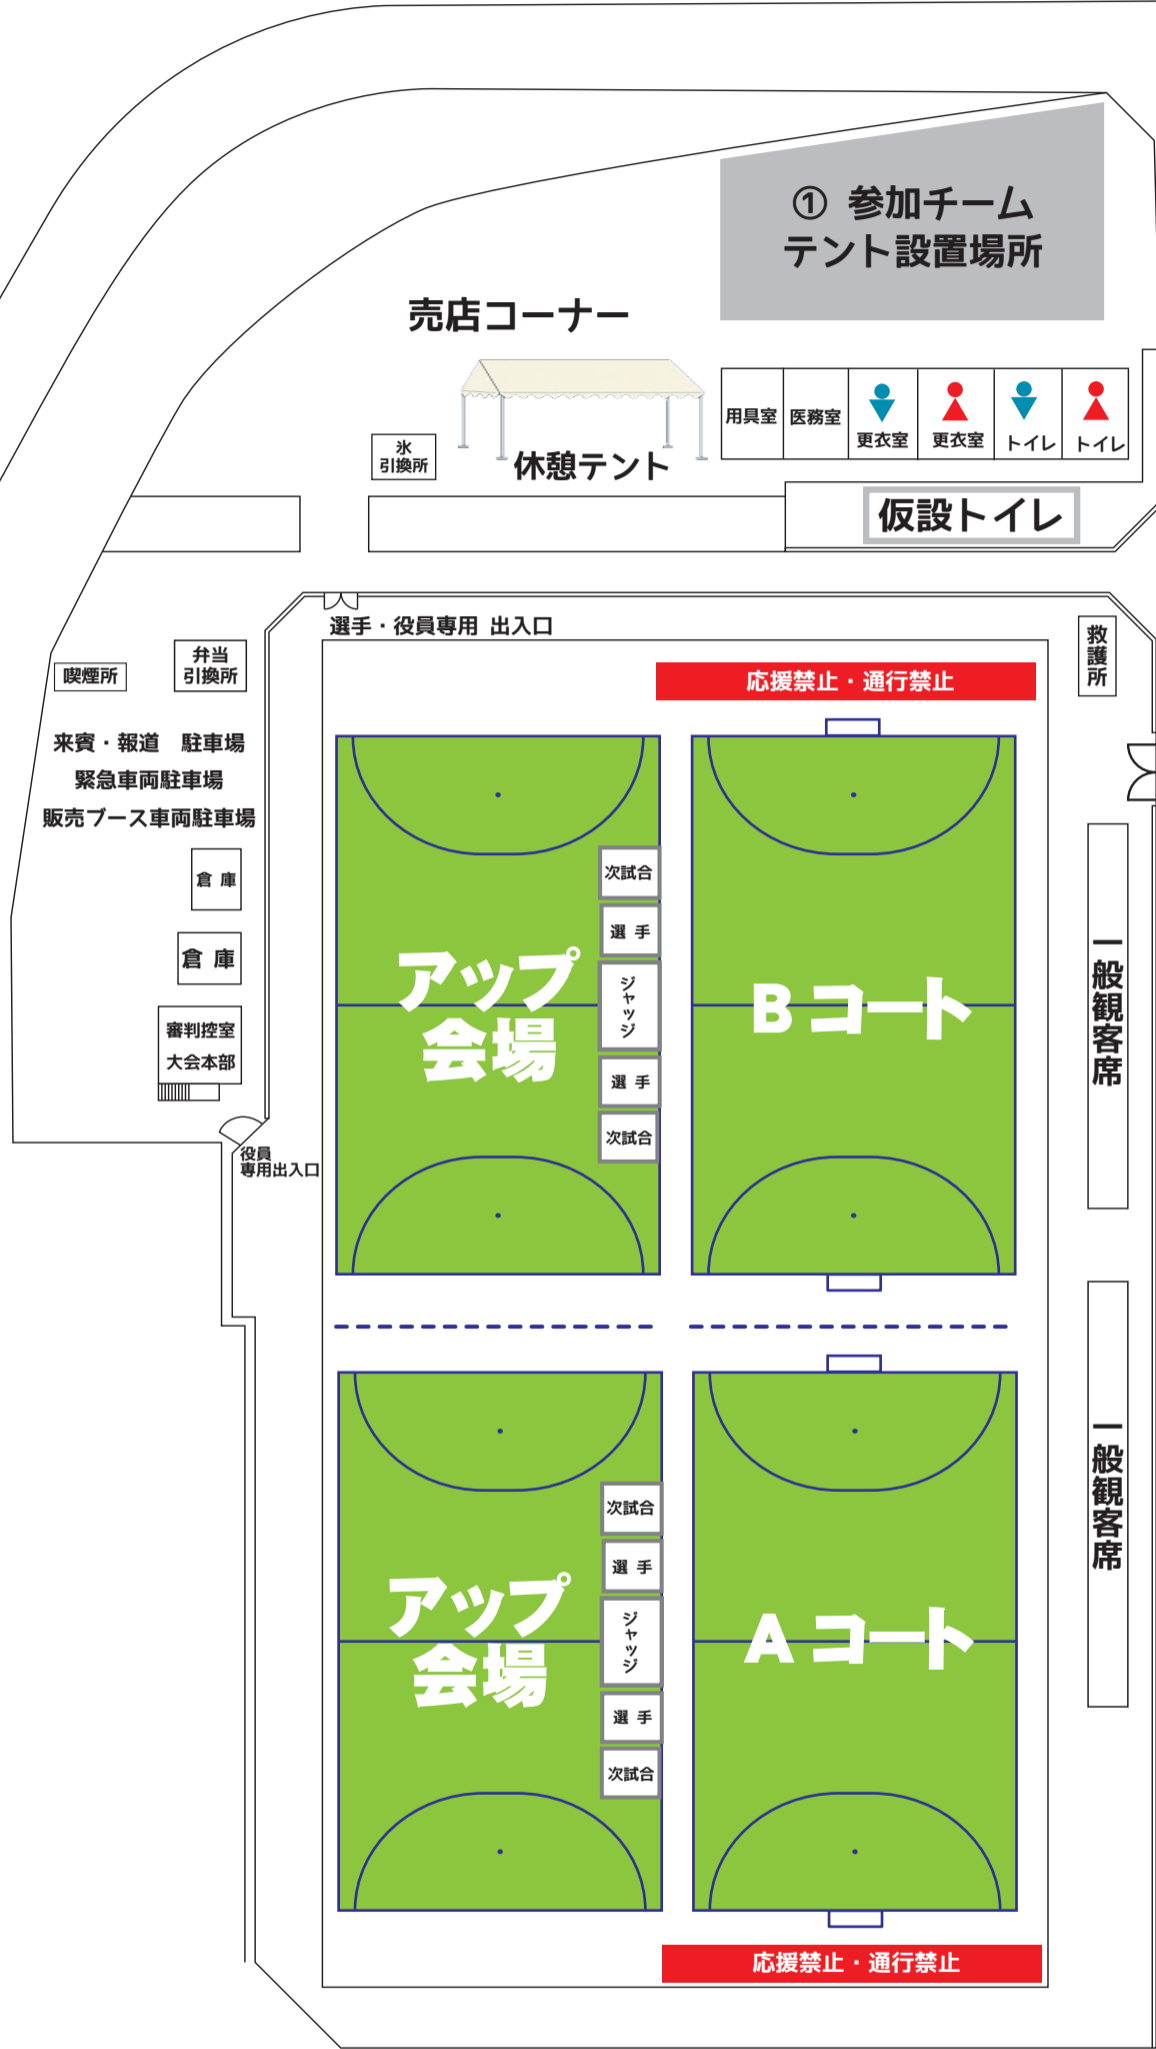 ① 参加チーム
テント設置場所
売店コーナー
氷
引換所
休憩テント
用具室
医務室
更衣室
更衣室
トイレ
トイレ
仮設トイレ
選手・役員専用 出入口
救護所
喫煙所
弁当
引換所
応援禁止・通行禁止
来賓・報道 駐車場
緊急車両駐車場
販売ブース車両駐車場
倉 庫
倉 庫
審判控室
大会本部
役員
専用出入口
アップ
会場
次試合
選 手
ジャッジ
選 手
次試合
B コート
一般観客席
アップ
会場
次試合
選 手
ジャッジ
選 手
次試合
A コート
一般観客席
応援禁止・通行禁止